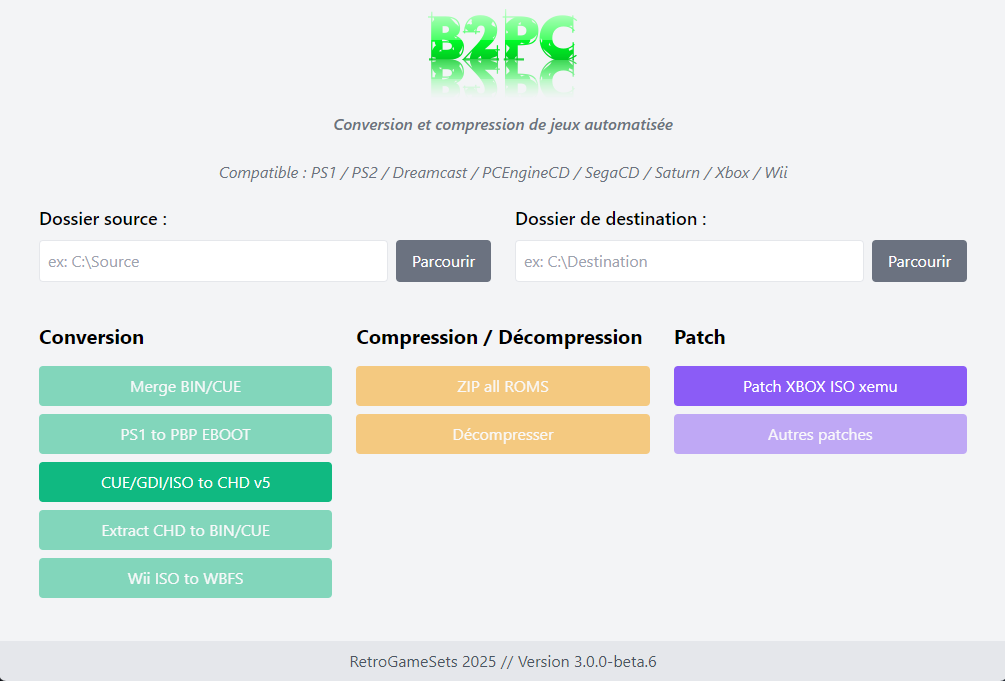 B2PC
Conversion et compression de jeux automatisée
Compatible : PS1 / PS2 / Dreamcast / PCEngineCD / SegaCD / Saturn / Xbox / Wii
Dossier source :
ex: C:\Source
Parcourir
Dossier de destination :
ex: C:\Destination
Parcourir
Conversion
Merge BIN/CUE
PS1 to PBP EBOOT
CUE/GDI/ISO to CHD v5
Extract CHD to BIN/CUE
Wii ISO to WBFS
Compression / Décompression
ZIP all ROMS
Décompresser
Patch
Patch XBOX ISO xemu
Autres patches
RetroGameSets 2025 // Version 3.0.0-beta.6